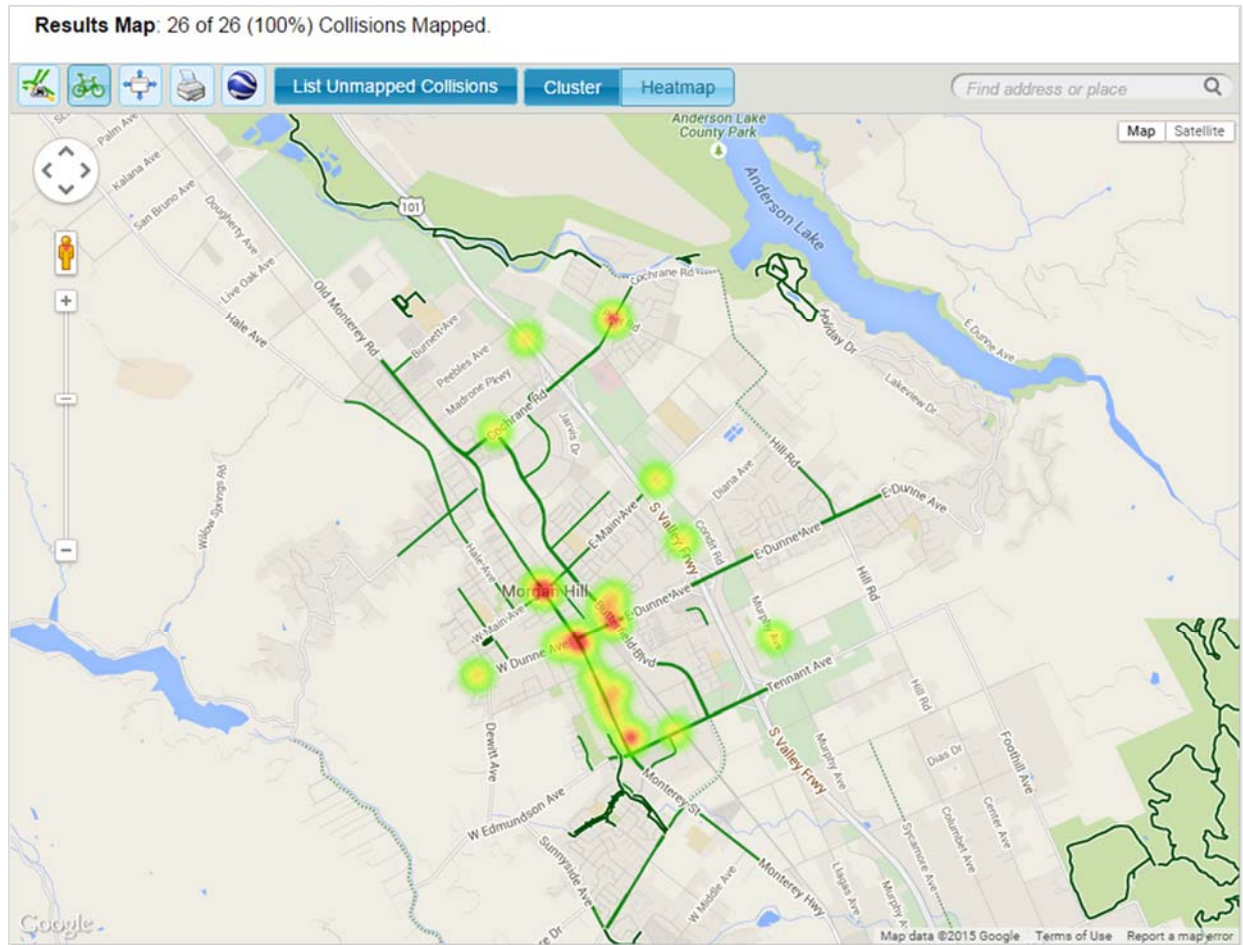 Results Map: 26 of 26 (100%) Collisions Mapped.
List Unmapped Collisions
Cluster
Heatmap
Find address or place
Map
Satellite
Anderson Lake
County Park
Palm Ave
Kalana Ave
San Bruno Ave
Dougherty Ave
101
Anderson Lake
Live Oak Ave
Old Monterey Rd
Cochrane Rd
Hale Ave
Burnett Ave
Holiday Dr
E Dunne Ave
Peebles Ave
Madrone Pkwy
Lakeview Dr
Cochrane Rd
Jarvis Dr
Hill Rd
Diana Ave
Willow Springs Rd
E Dunne Ave
E Main Ave
S Valley Frwy
Condit Rd
E Dunne Ave
Hale Ave
Hill Rd
Morgan Hill
E Dunne Ave
Butterfield Blvd
Murphy Ave
W Main Ave
W Dunne Ave
Tennant Ave
Hill Rd
Dewitt Ave
S Valley Frwy
Murphy Ave
Dias Dr
Foothill Ave
Monterey St
W Edmundson Ave
Sycamore Ave
Columbet Ave
Center Ave
Sunnyside Ave
W Middle Ave
Monterey Hwy
Llagas Ave
Murphy A
re Dr
Google
Map data ©2015 Google
Terms of Use
Report a map error